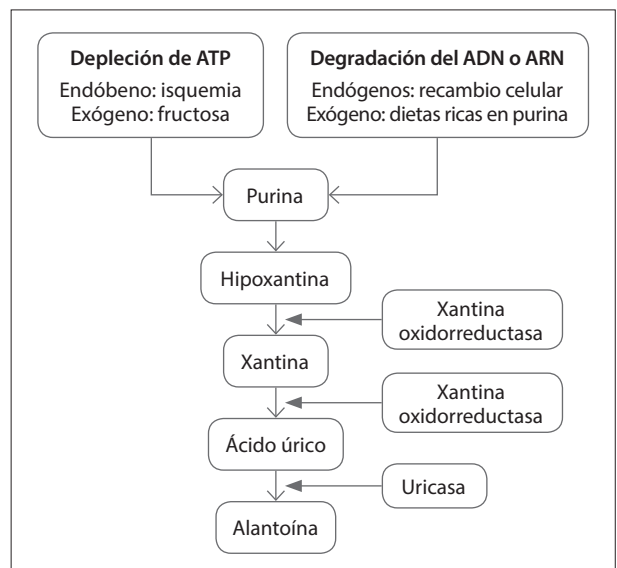 Depleción de ATP
Endóbeno: isquemia
Exógeno: fructosa
Degradación del ADN o ARN
Endógenos: recambio celular
Exógeno: dietas ricas en purina
Purina
Hipoxantina
Xantina
oxidorreductasa
Xantina
Xantina
oxidorreductasa
Ácido úrico
Uricasa
Alantoína